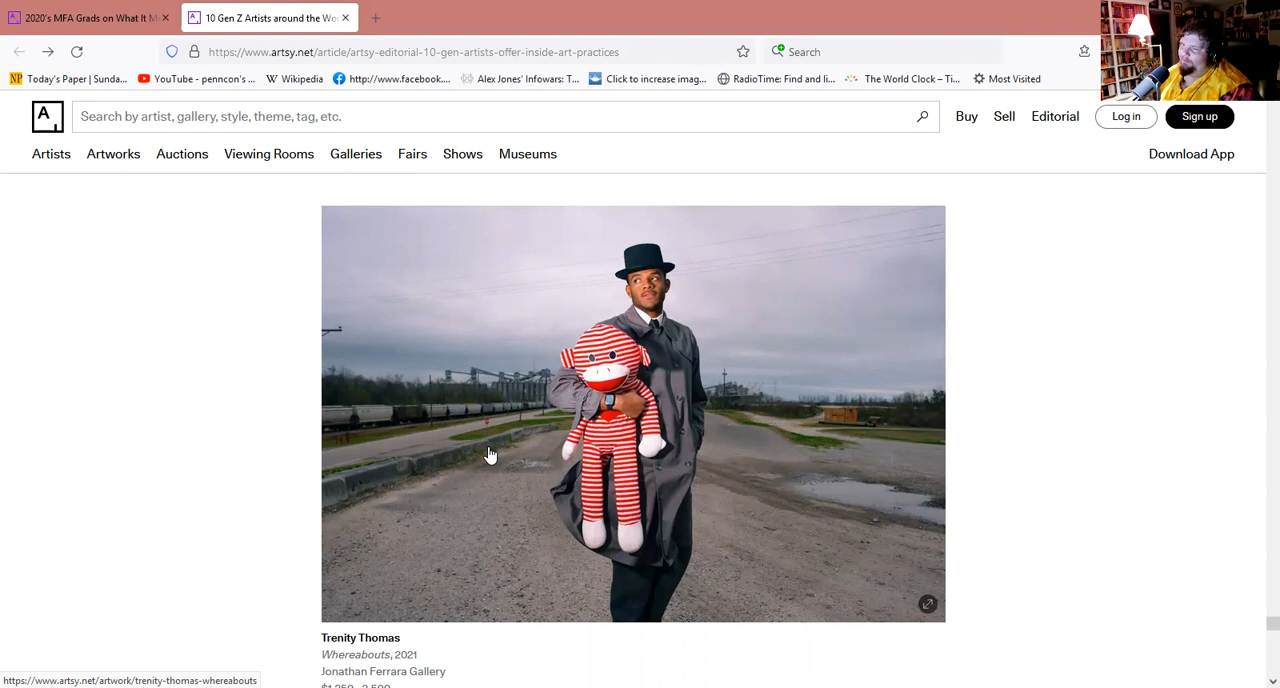 2020's MFA Grads on What It M
10 Gen Z Artists around the Wo
https://www.artsy.net/article/artsy-editorial-10-gen-artists-offer-inside-art-practices
Search
Today's Paper | Sunda...
YouTube - penncon's ...
Wikipedia
http://www.facebook....
Alex Jones' Infowars: T...
Click to increase imag...
RadioTime: Find and li...
The World Clock – Ti...
Most Visited
A
Search by artist, gallery, style, theme, tag, etc.
Buy
Sell
Editorial
Log in
Sign up
Artists
Artworks
Auctions
Viewing Rooms
Galleries
Fairs
Shows
Museums
Download App
Trenity Thomas
Whereabouts, 2021
Jonathan Ferrara Gallery
https://www.artsy.net/artwork/trenity-thomas-whereabouts